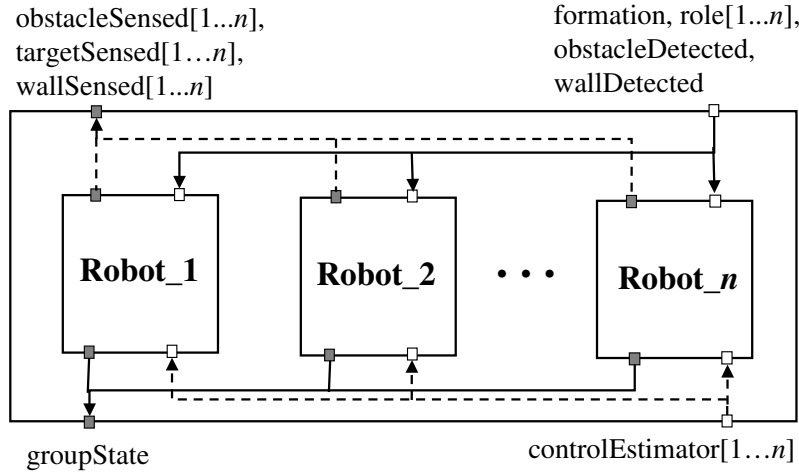 obstacleSensed[1...n],
targetSensed[1…n],
wallSensed[1...n]
formation, role[1...n],
obstacleDetected,
wallDetected
Robot_1
Robot_2
• • •
Robot_n
groupState
controlEstimator[1…n]